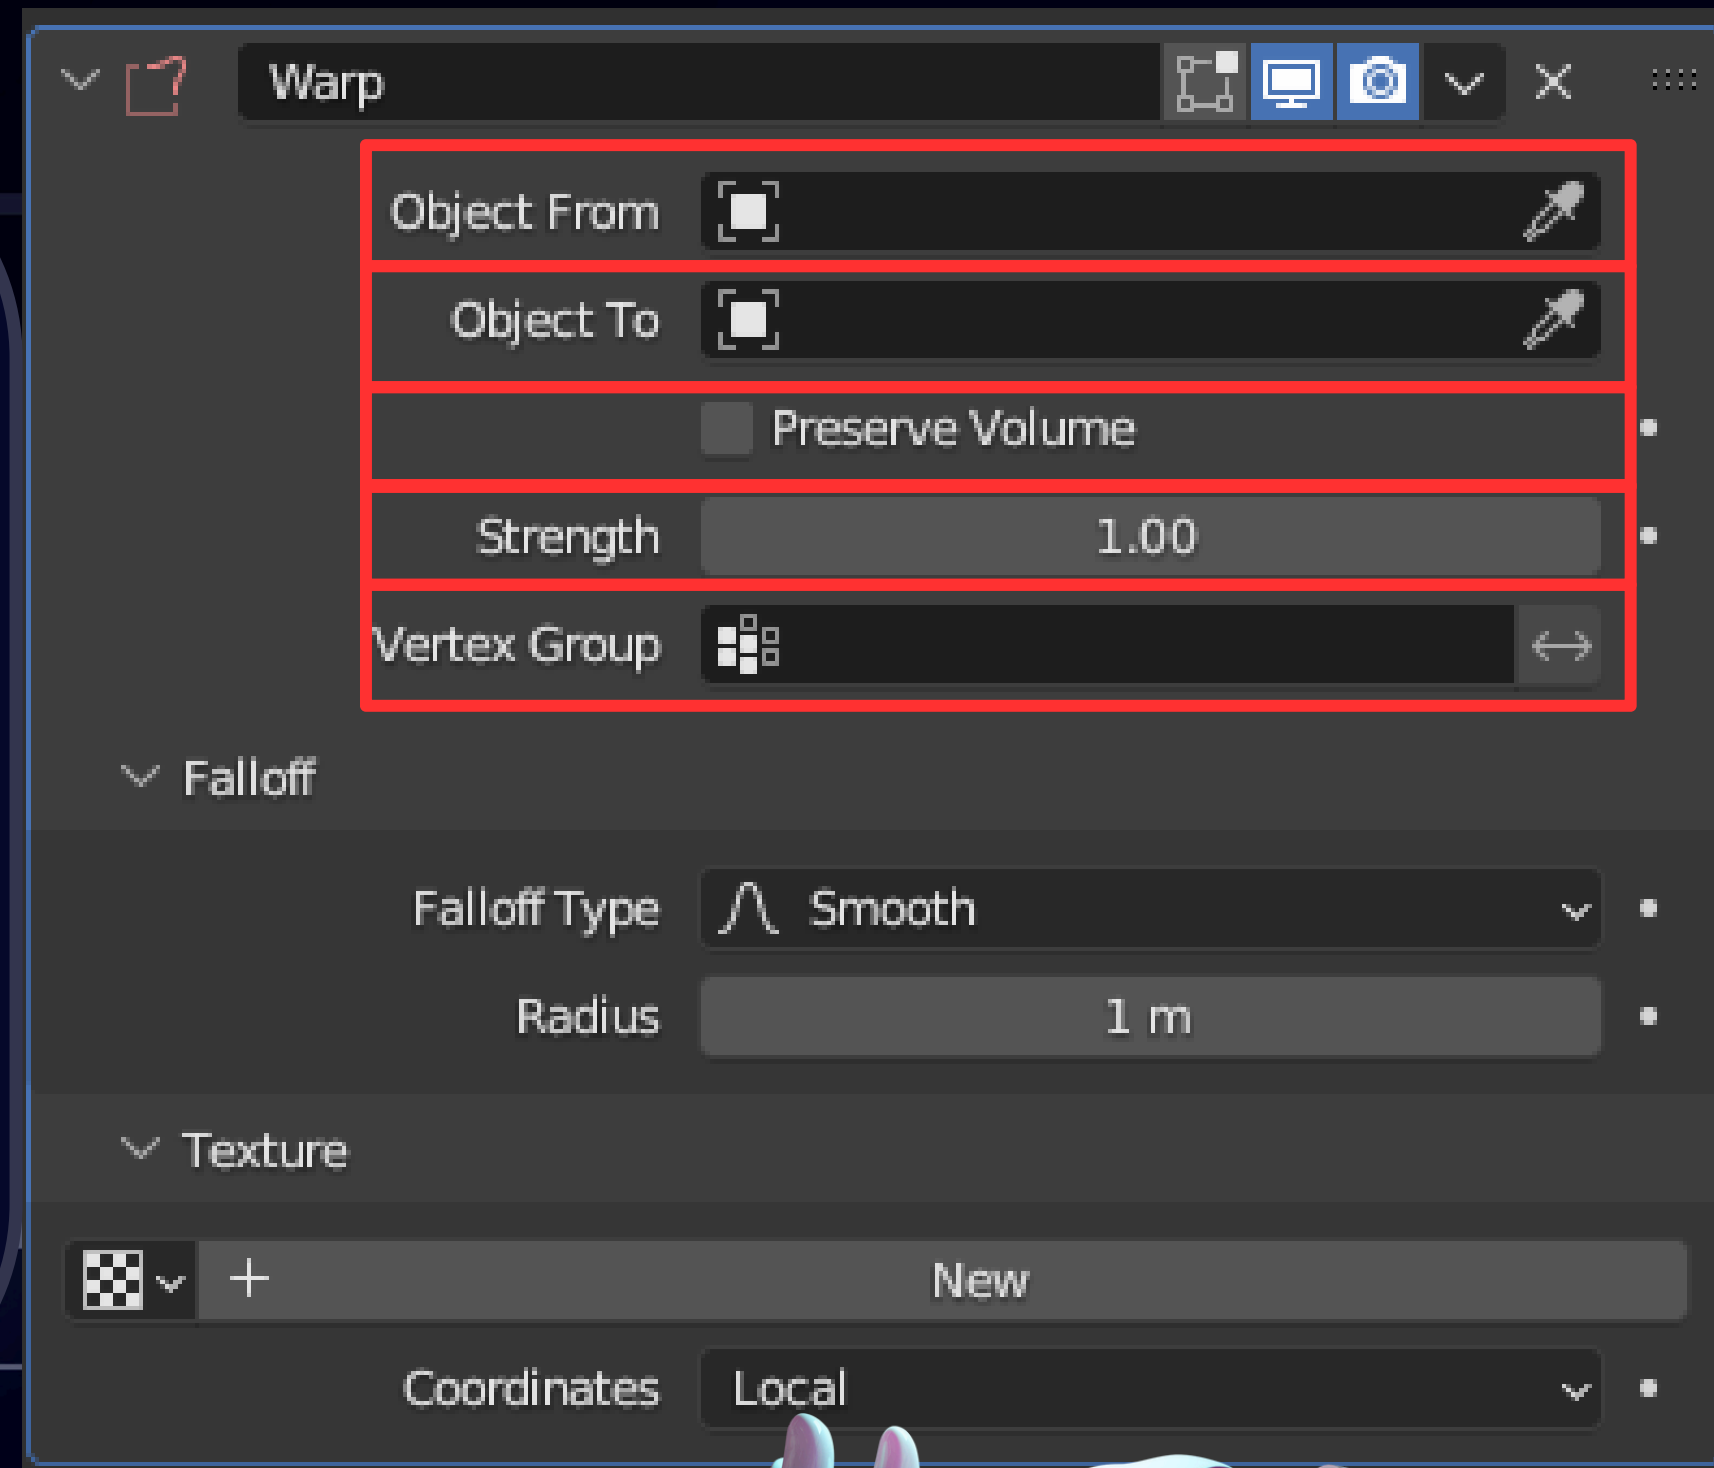 Warp
Object From
Object To
Preserve Volume
Strength 1.00
Vertex Group
Falloff
Falloff Type Smooth
Radius 1 m
Texture
New
Coordinates Local